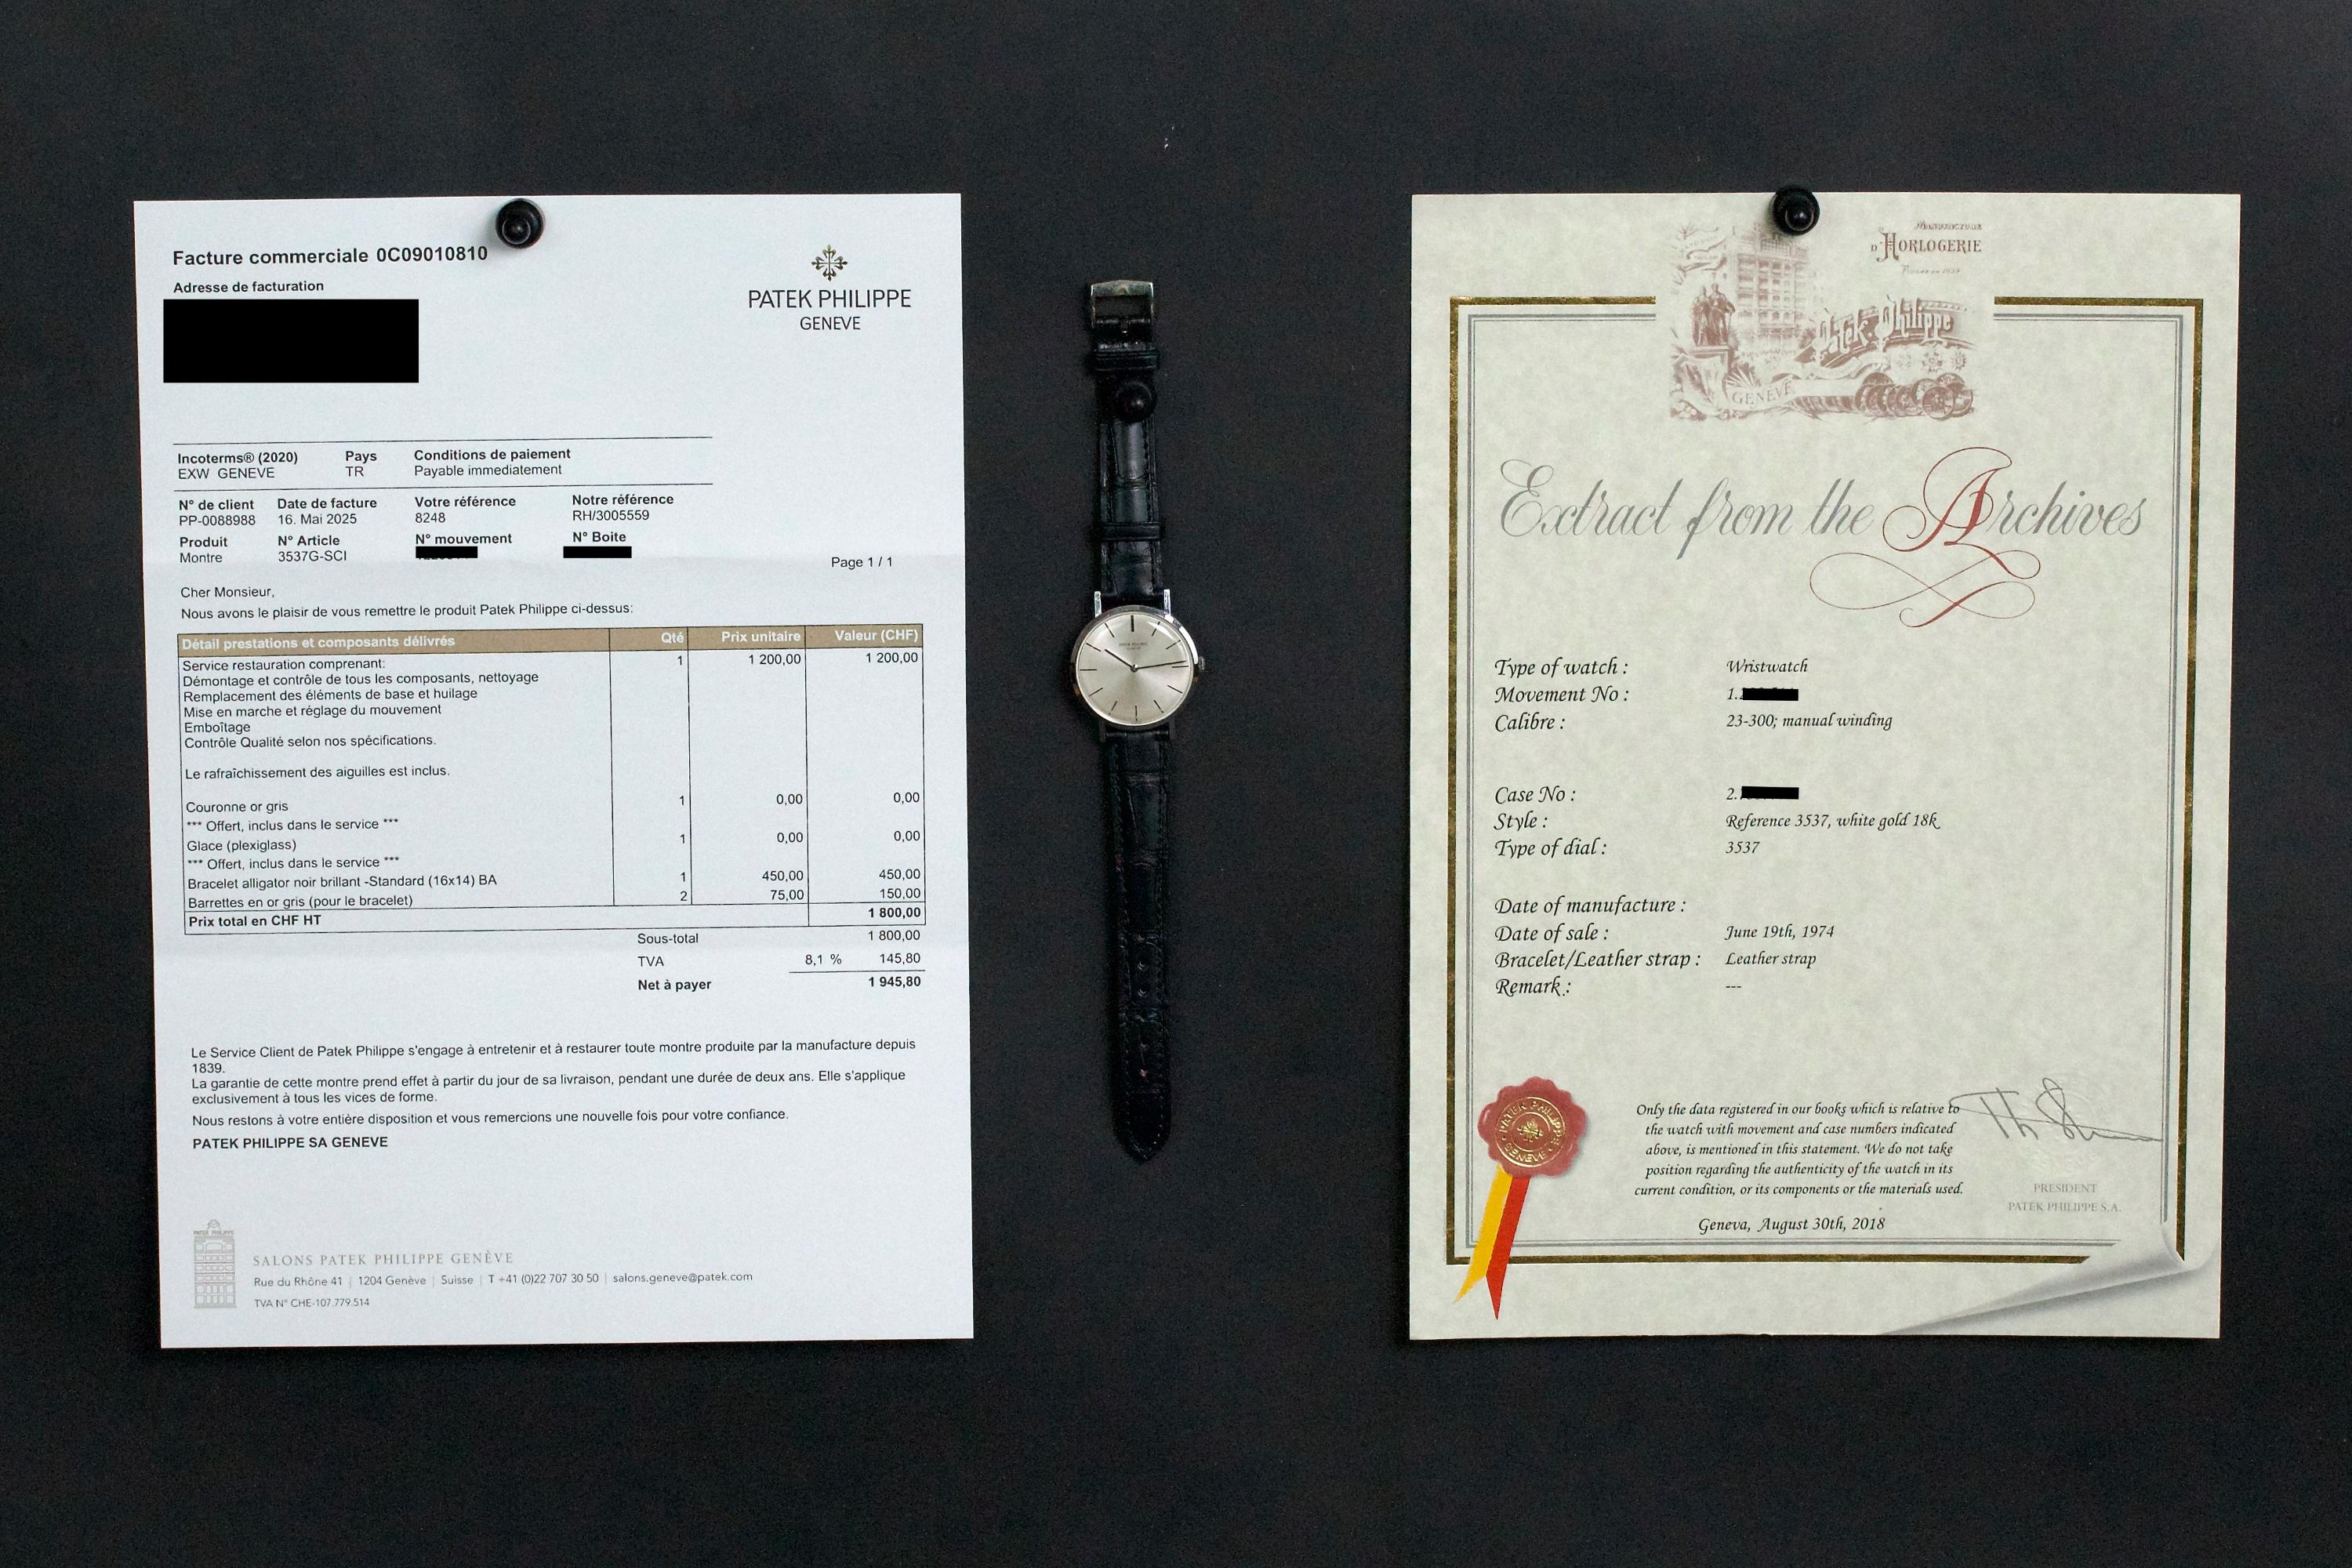 Facture commerciale 0C09010810
Adresse de facturation
PATEK PHILIPPE
GENEVE
Incoterms® (2020) Pays Conditions de paiement
EXW GENEVE TR Payable immediatement
N° de client Date de facture Votre référence Notre référence
PP-0088988 16. Mai 2025 8248 RH/3005559
Produit N° Article N° mouvement N° Boite
Montre 3537G-SCI
Page 1 / 1
Cher Monsieur,
Nous avons le plaisir de vous remettre le produit Patek Philippe ci-dessus:
Détail prestations et composants délivrés Qté Prix unitaire Valeur (CHF)
Service restauration comprenant: 1 1 200,00 1 200,00
Démontage et contrôle de tous les composants, nettoyage
Remplacement des éléments de base et huilage
Mise en marche et réglage du mouvement
Emboîtage
Contrôle Qualité selon nos spécifications.
Le rafraîchissement des aiguilles est inclus.
Couronne or gris 1 0,00 0,00
*** Offert, inclus dans le service ***
Glace (plexiglass) 1 0,00 0,00
*** Offert, inclus dans le service ***
Bracelet alligator noir brillant -Standard (16x14) BA 1 450,00 450,00
Barrettes en or gris (pour le bracelet) 2 75,00 150,00
Prix total en CHF HT 1 800,00
Sous-total 1 800,00
TVA 8,1 % 145,80
Net à payer 1 945,80
Le Service Client de Patek Philippe s'engage à entretenir et à restaurer toute montre produite par la manufacture depuis
1839.
La garantie de cette montre prend effet à partir du jour de sa livraison, pendant une durée de deux ans. Elle s'applique
exclusivement à tous les vices de forme.
Nous restons à votre entière disposition et vous remercions une nouvelle fois pour votre confiance.
PATEK PHILIPPE SA GENEVE
PATEK PHILIPPE
SALONS PATEK PHILIPPE GENÈVE
Rue du Rhône 41 | 1204 Genève | Suisse | T +41 (0)22 707 30 50 | salons.geneve@patek.com
TVA N° CHE-107.779.514
MANUFACTURE
D'HORLOGERIE
Fondée en 1839
Patek Philippe
GENÈVE
Extract from the Archives
Type of watch : Wristwatch
Movement No : 1.
Calibre : 23-300; manual winding
Case No : 2.
Style : Reference 3537, white gold 18k
Type of dial : 3537
Date of manufacture :
Date of sale : June 19th, 1974
Bracelet/Leather strap : Leather strap
Remark : ---
Only the data registered in our books which is relative to
the watch with movement and case numbers indicated
above, is mentioned in this statement. We do not take
position regarding the authenticity of the watch in its
current condition, or its components or the materials used.
Geneva, August 30th, 2018
PRESIDENT
PATEK PHILIPPE S.A.
PATEK PHILIPPE
GENEVE